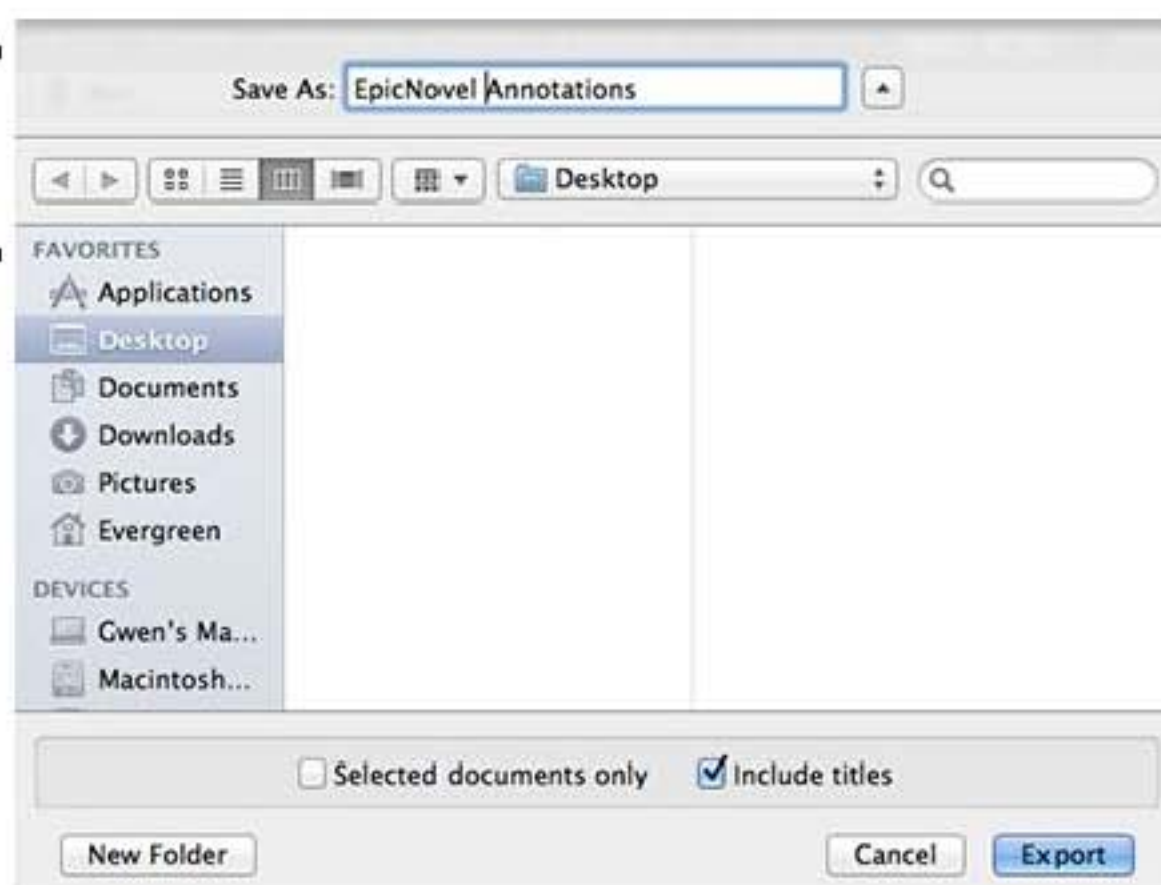 Save As: EpicNovel Annotations
Desktop
FAVORITES
Applications
Desktop
Documents
Downloads
Pictures
Evergreen
DEVICES
Gwen's Ma...
Macintosh...
Selected documents only Include titles
New Folder Cancel Export